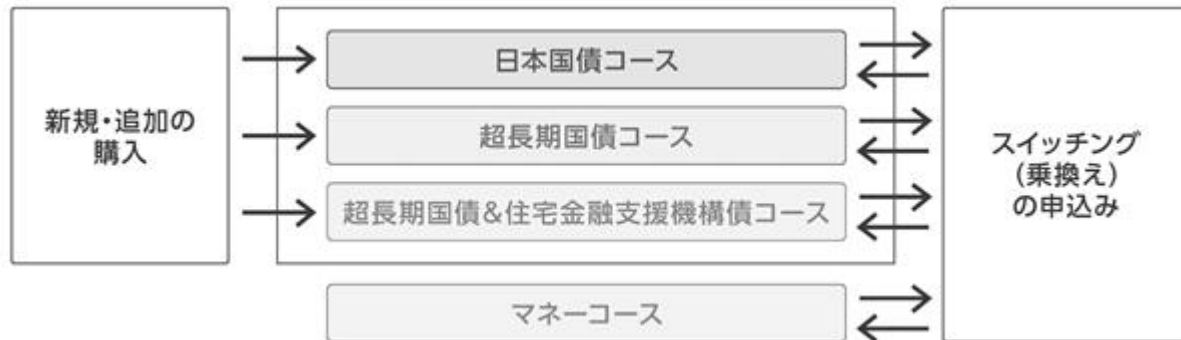 新規・追加の
購入
日本国債コース
超長期国債コース
超長期国債&住宅金融支援機構債コース
マネーコース
スイッチング
(乗換え)
の申込み